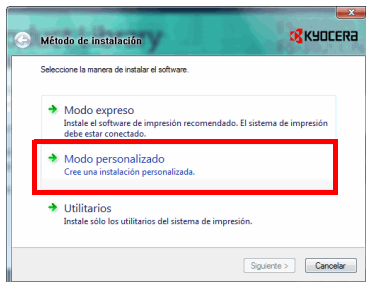 Método de instalación
KYOCERA
Seleccione la manera de instalar el software.
Modo expreso
Instale el software de impresión recomendado. El sistema de impresión
debe estar conectado.
Modo personalizado
Cree una instalación personalizada.
Utilitarios
Instale sólo los utilitarios del sistema de impresión.
Siguiente >
Cancelar